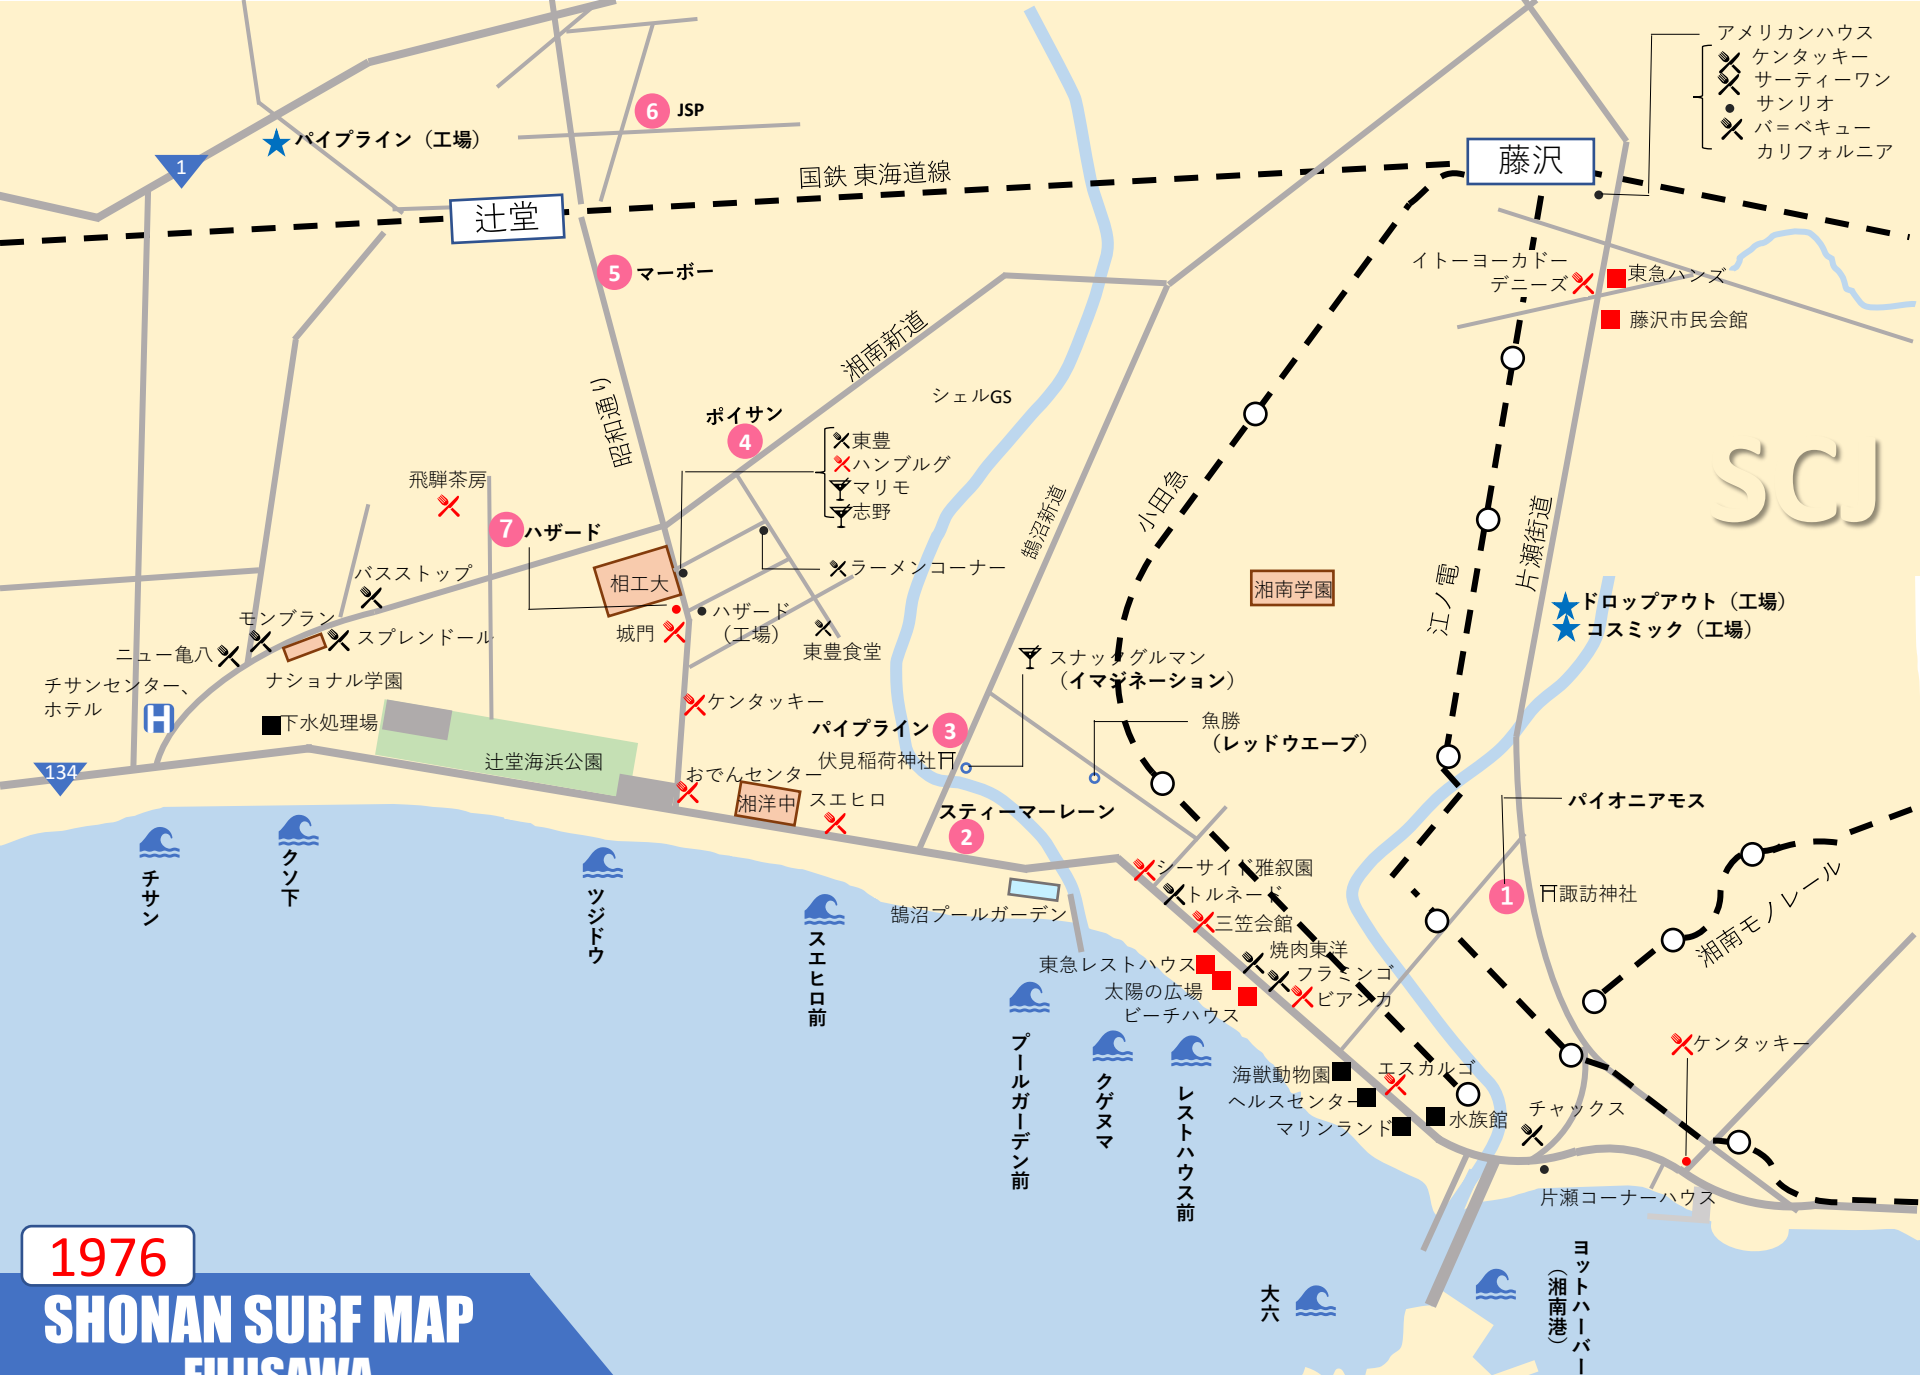 アメリカンハウス
ケンタッキー
サーティーワン
サンリオ
バ＝ベキュー
カリフォルニア
6 JSP
パイプライン（工場）
1
国鉄 東海道線
藤沢
辻堂
5 マーボー
イトーヨーカドー
デニーズ
東急ハンズ
藤沢市民会館
湘南新道
シェルGS
昭和通り
ポイサン
4
東豊
ハンブルグ
マリモ
志野
SCJ
飛騨茶房
7 ハザード
鵠沼新道
小田急
片瀬街道
江ノ電
バスストップ
相工大
ラーメンコーナー
湘南学園
ドロップアウト（工場）
コスミック（工場）
モンブラン
スプレンドール
ハザード
（工場）
城門
東豊食堂
ニュー亀八
ナショナル学園
スナックグルマン
（イマジネーション）
チサンセンター、
ホテル
H
下水処理場
ケンタッキー
パイプライン 3
伏見稲荷神社
魚勝
（レッドウエーブ）
辻堂海浜公園
134
おでんセンター
湘洋中
スエヒロ
スティーマーレーン
2
パイオニアモス
チサン
クソ下
ツジドウ
スエヒロ前
シーサイド雅叙園
トルネード
三笠会館
鵠沼プールガーデン
1
諏訪神社
湘南モノレール
焼肉東洋
フラミンゴ
ビアンカ
東急レストハウス
太陽の広場
ビーチハウス
プールガーデン前
クゲヌマ
レストハウス前
ケンタッキー
海獣動物園
ヘルスセンター
マリンランド
エスカルゴ
水族館
チャックス
片瀬コーナーハウス
大六
ヨットハーバー
（湘南港）
1976
SHONAN SURF MAP
FUJISAWA